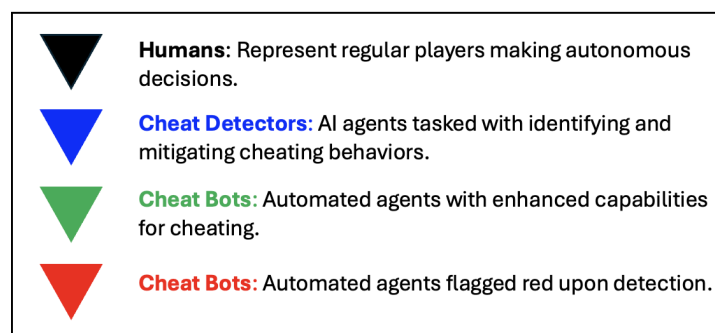 Humans: Represent regular players making autonomous
decisions.
Cheat Detectors: AI agents tasked with identifying and
mitigating cheating behaviors.
Cheat Bots: Automated agents with enhanced capabilities
for cheating.
Cheat Bots: Automated agents flagged red upon detection.